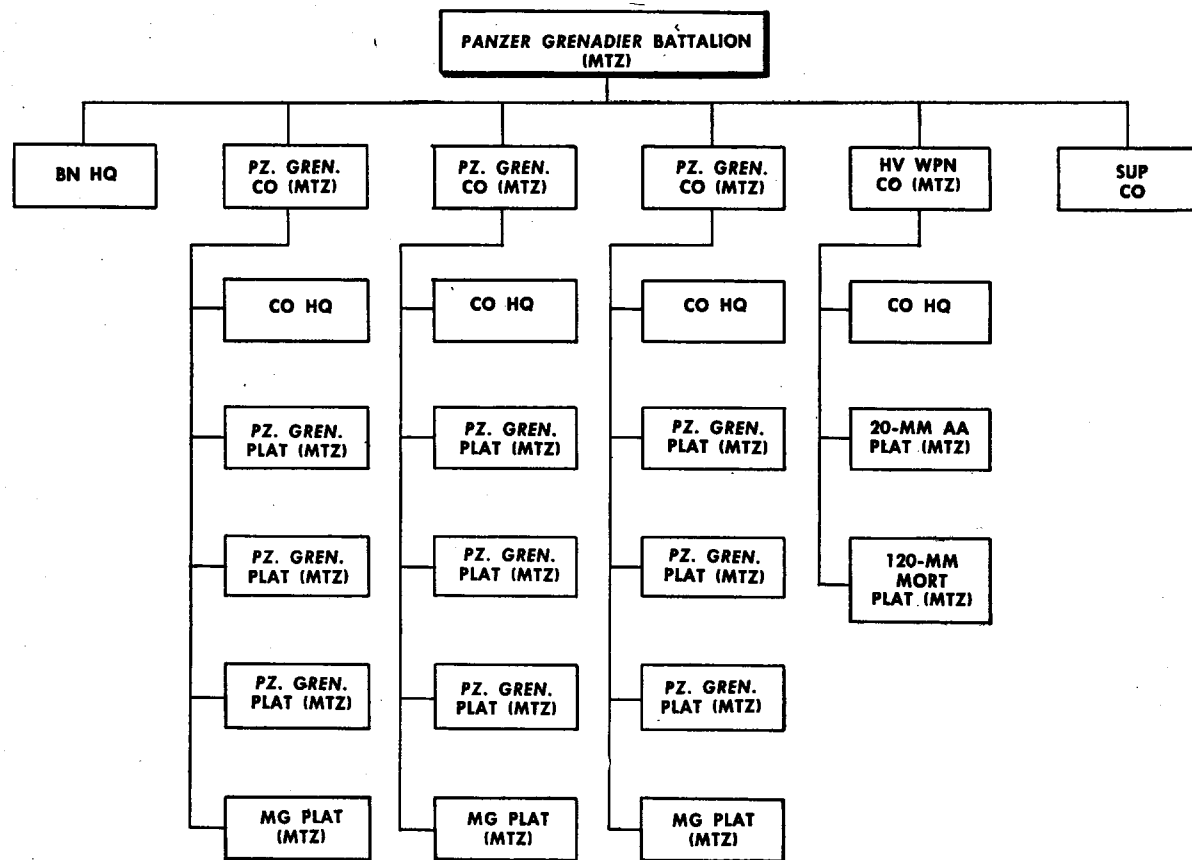 PANZER GRENADIER BATTALION
(MTZ)
BN HQ
PZ. GREN.
CO (MTZ)
PZ. GREN.
CO (MTZ)
PZ. GREN.
CO (MTZ)
HV WPN
CO (MTZ)
SUP
CO
CO HQ
CO HQ
CO HQ
CO HQ
PZ. GREN.
PLAT (MTZ)
PZ. GREN.
PLAT (MTZ)
PZ. GREN.
PLAT (MTZ)
20-MM AA
PLAT (MTZ)
PZ. GREN.
PLAT (MTZ)
PZ. GREN.
PLAT (MTZ)
PZ. GREN.
PLAT (MTZ)
120-MM
MORT
PLAT (MTZ)
PZ. GREN.
PLAT (MTZ)
PZ. GREN.
PLAT (MTZ)
PZ. GREN.
PLAT (MTZ)
MG PLAT
(MTZ)
MG PLAT
(MTZ)
MG PLAT
(MTZ)